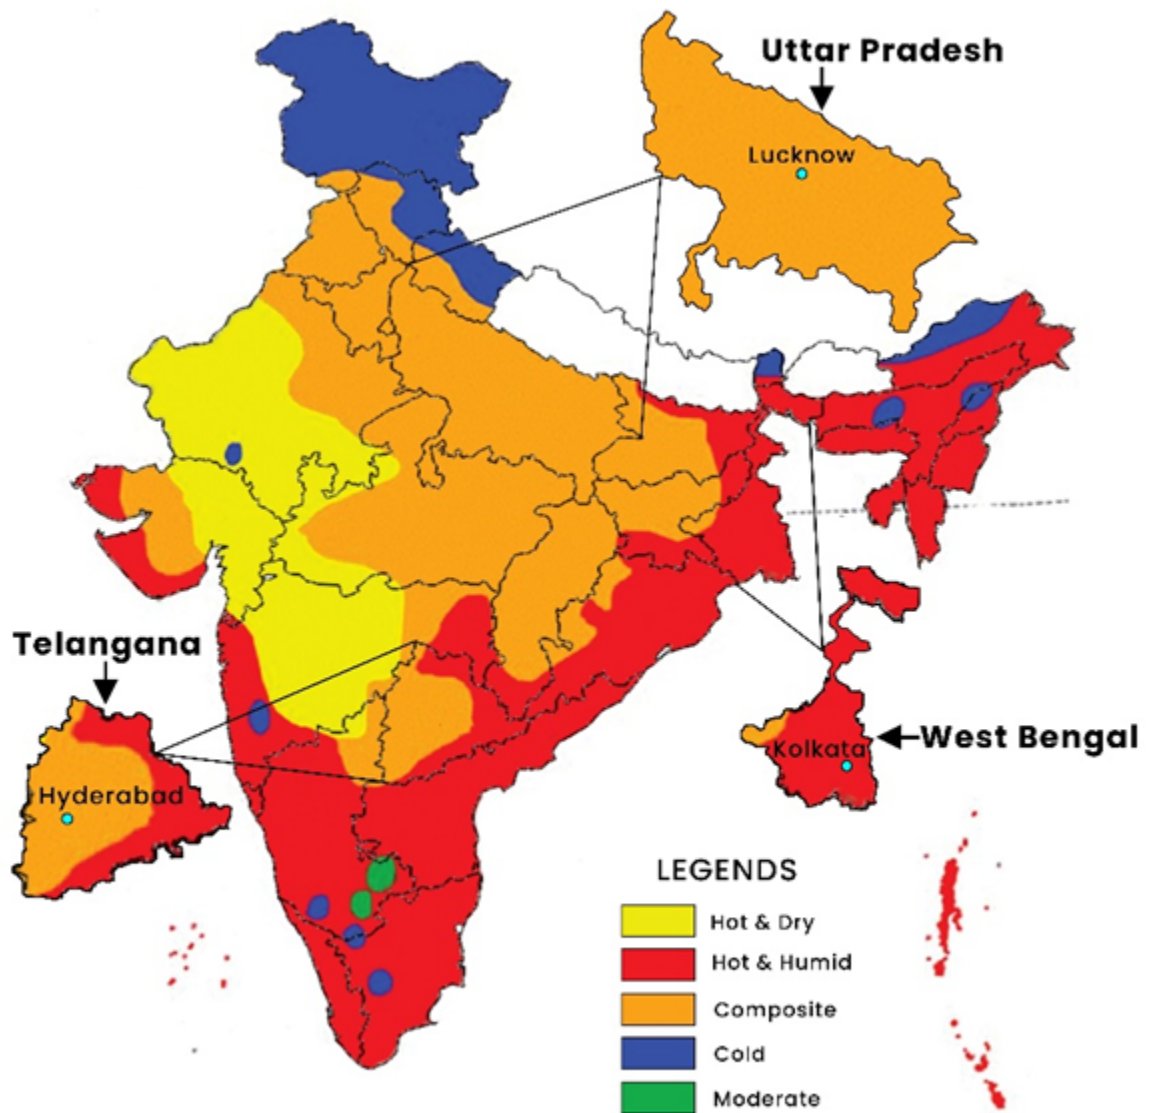 Uttar Pradesh
Lucknow
Telangana
Hyderabad
West Bengal
Kolkata
LEGENDS
Hot & Dry
Hot & Humid
Composite
Cold
Moderate